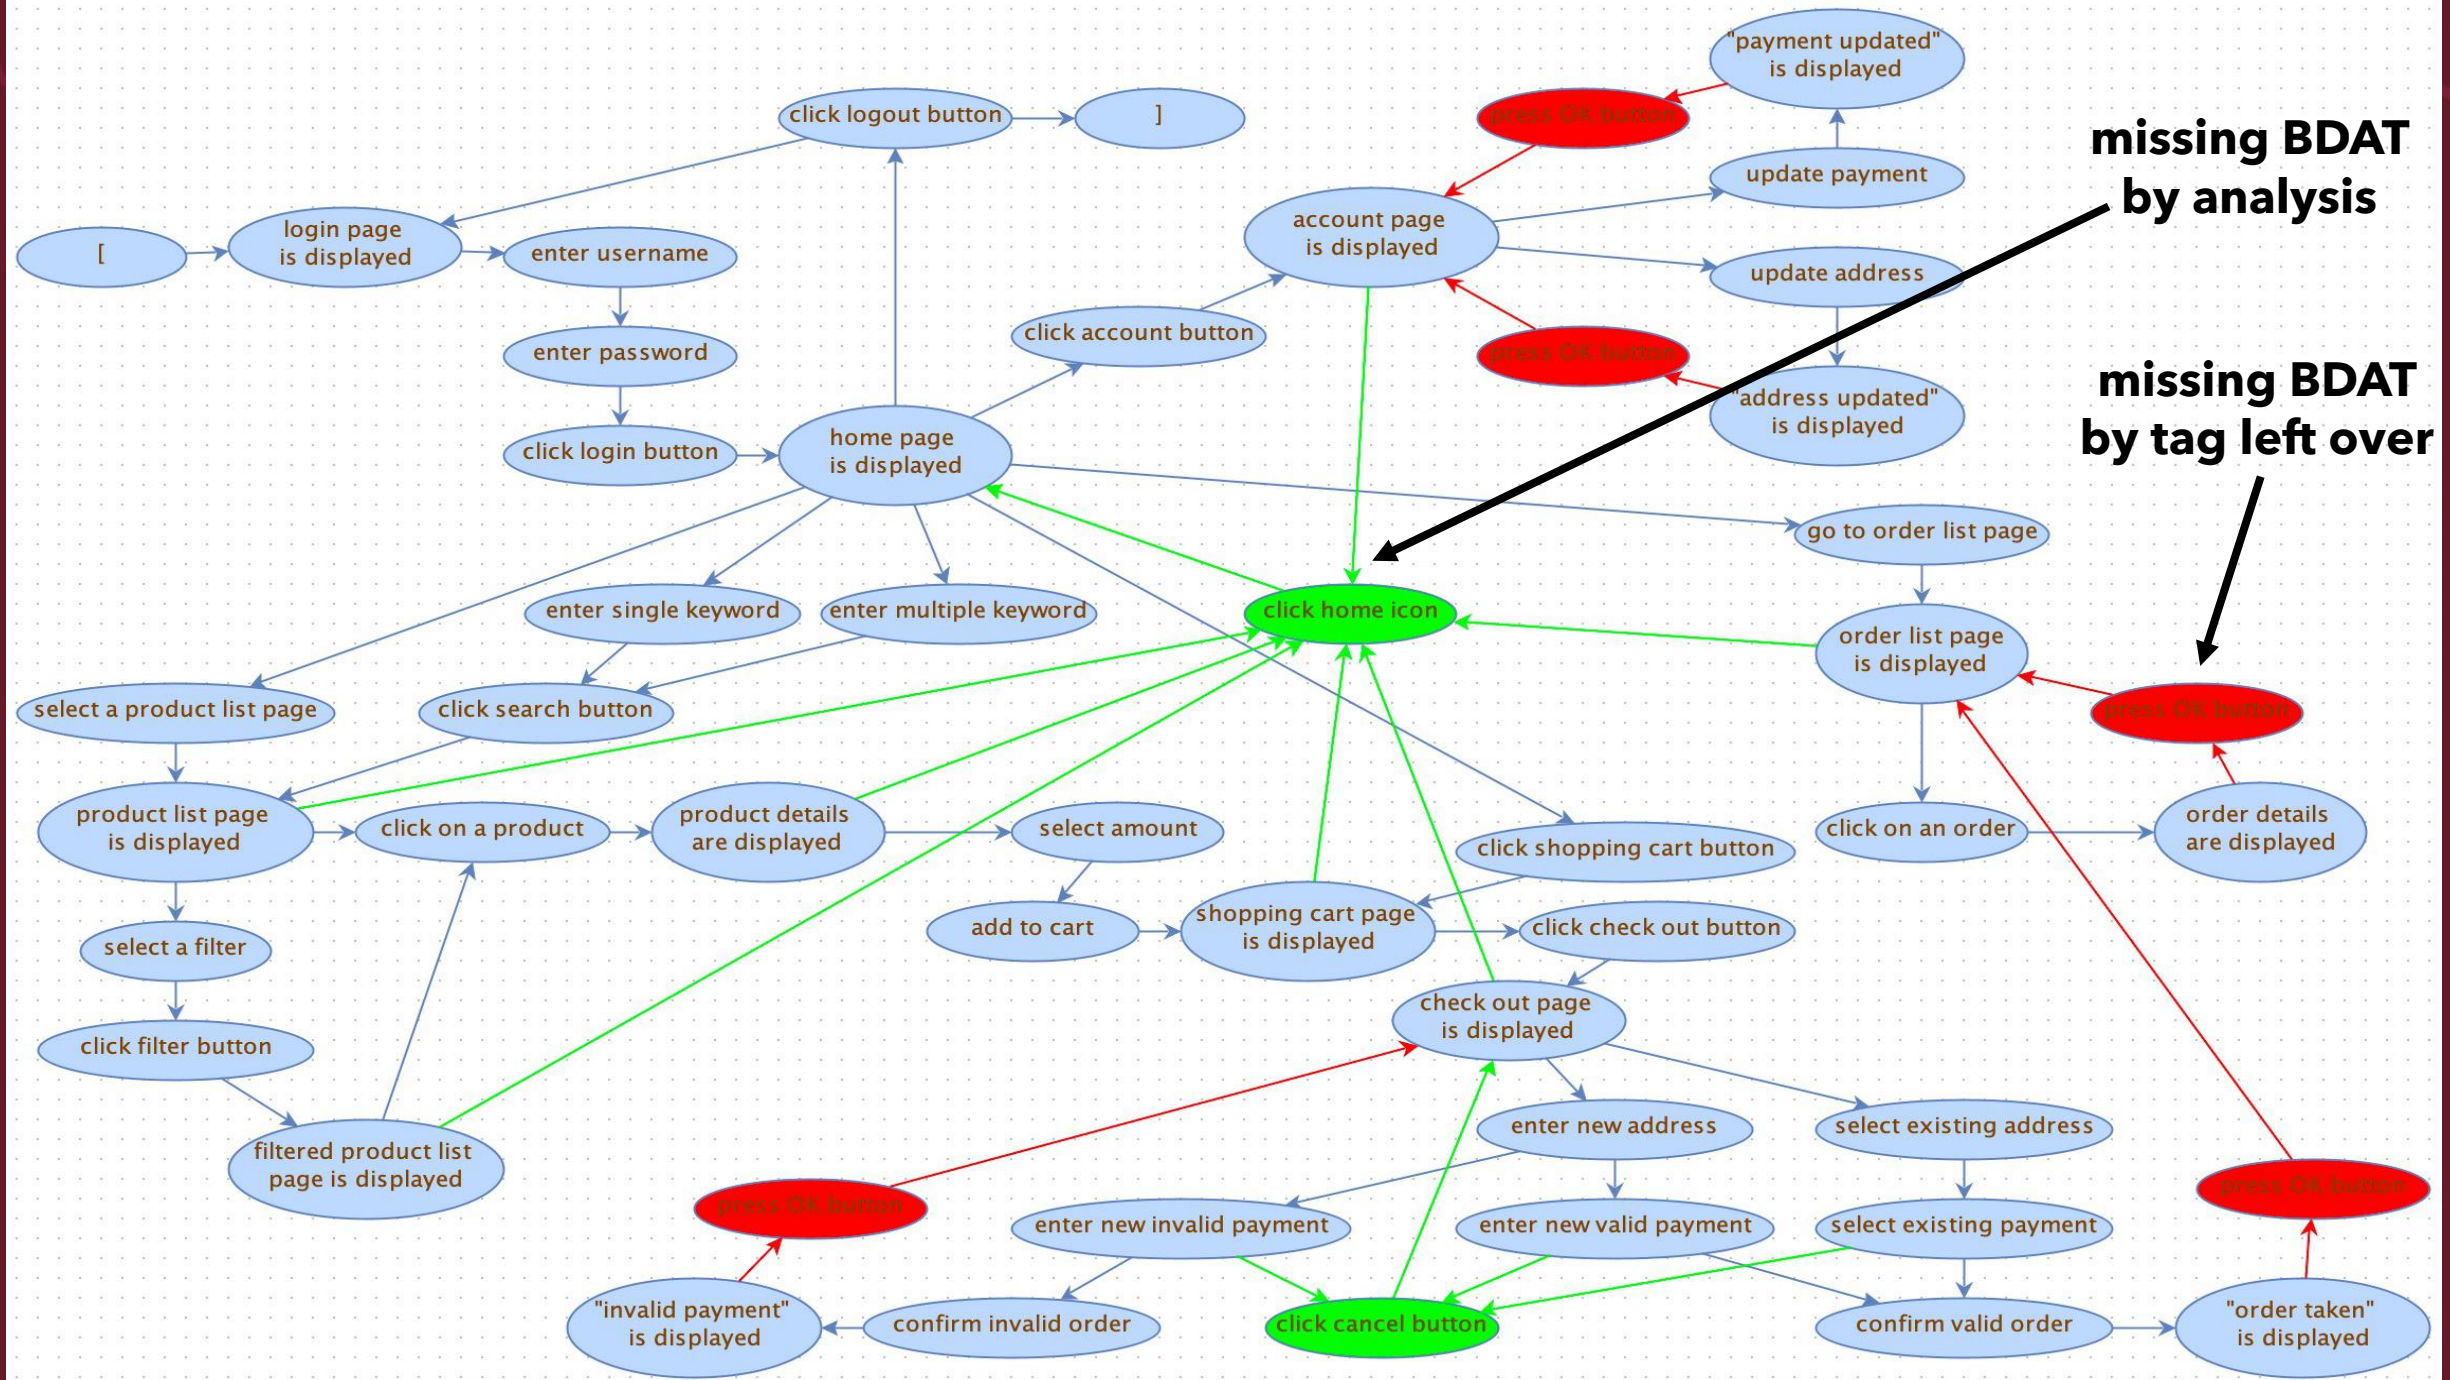 "payment updated"
is displayed
click logout button
]
press OK button
missing BDAT
by analysis
update payment
login page
is displayed
account page
is displayed
[
enter username
update address
click account button
enter password
press OK button
missing BDAT
by tag left over
"address updated"
is displayed
home page
is displayed
click login button
go to order list page
enter single keyword
enter multiple keyword
click home icon
order list page
is displayed
select a product list page
click search button
press OK button
product list page
is displayed
click on a product
product details
are displayed
select amount
click shopping cart button
click on an order
order details
are displayed
select a filter
add to cart
shopping cart page
is displayed
click check out button
check out page
is displayed
click filter button
enter new address
select existing address
filtered product list
page is displayed
press OK button
press OK button
enter new invalid payment
enter new valid payment
select existing payment
"invalid payment"
is displayed
confirm invalid order
click cancel button
confirm valid order
"order taken"
is displayed